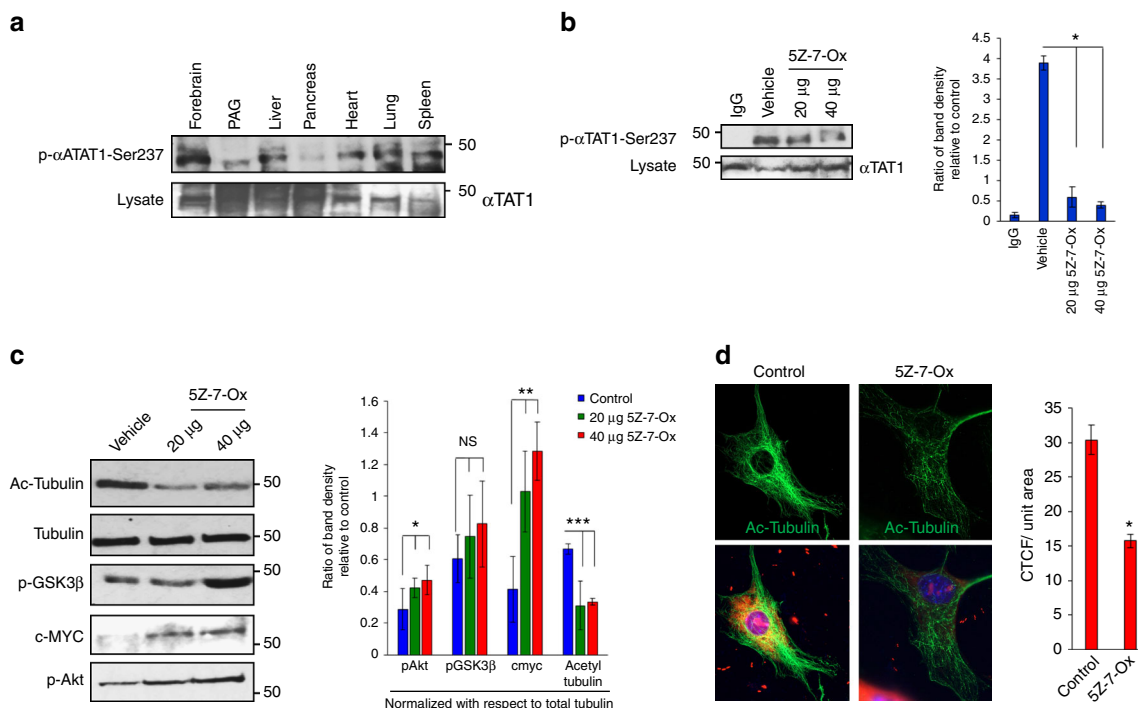 a
Forebrain
PAG
Liver
Pancreas
Heart
Lung
Spleen
p-αATAT1-Ser237
50
Lysate
50
αTAT1
b
5Z-7-Ox
IgG
Vehicle
20 µg
40 µg
p-αATAT1-Ser237
50
Lysate
50
αTAT1
Ratio of band density
relative to control
4.5
4
3.5
3
2.5
2
1.5
1
0.5
0
*
IgG
Vehicle
20 µg 5Z-7-Ox
40 µg 5Z-7-Ox
c
5Z-7-Ox
Vehicle
20 µg
40 µg
Ac-Tubulin
50
Tubulin
50
p-GSK3β
50
c-MYC
50
p-Akt
50
Ratio of band density
relative to control
1.6
1.4
1.2
1
0.8
0.6
0.4
0.2
0
*
NS
**
***
Control
20 µg 5Z-7-Ox
40 µg 5Z-7-Ox
pAkt
pGSK3β
cmyc
Acetyl
tubulin
Normalized with respect to total tubulin
d
Control
5Z-7-Ox
Ac-Tubulin
Ac-Tubulin
CTCF/ unit area
35
30
25
20
15
10
5
0
*
Control
5Z-7-Ox